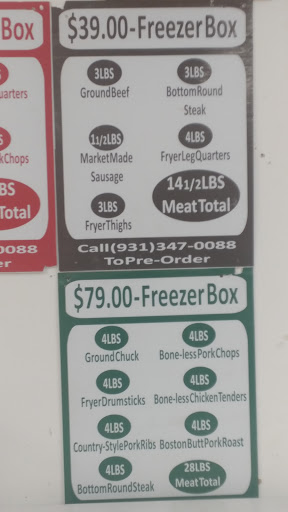 Box
uarters
kChops
BS
Total
0088
er
$39.00-FreezerBox
3LBS
GroundBeef
3LBS
BottomRound
Steak
11/2LBS
MarketMade
Sausage
4LBS
FryerLegQuarters
3LBS
FryerThighs
141/2LBS
MeatTotal
Call(931)347-0088
ToPre-Order
$79.00-FreezerBox
4LBS
GroundChuck
4LBS
Bone-lessPorkChops
4LBS
FryerDrumsticks
4LBS
Bone-lessChickenTenders
4LBS
Country-StylePorkRibs
4LBS
BostonButtPorkRoast
4LBS
BottomRoundSteak
28LBS
MeatTotal